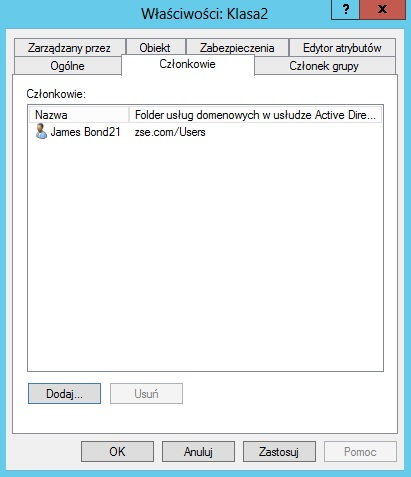 Właściwości: Klasa2
?
x
Zarządzany przez
Obiekt
Zabezpieczenia
Edytor atrybutów
Ogólne
Członkowie
Członek grupy
Członkowie:
Nazwa
Folder usług domenowych w usłudze Active Dire...
James Bond21
zse.com/Users
Dodaj...
Usuń
OK
Anuluj
Zastosuj
Pomoc